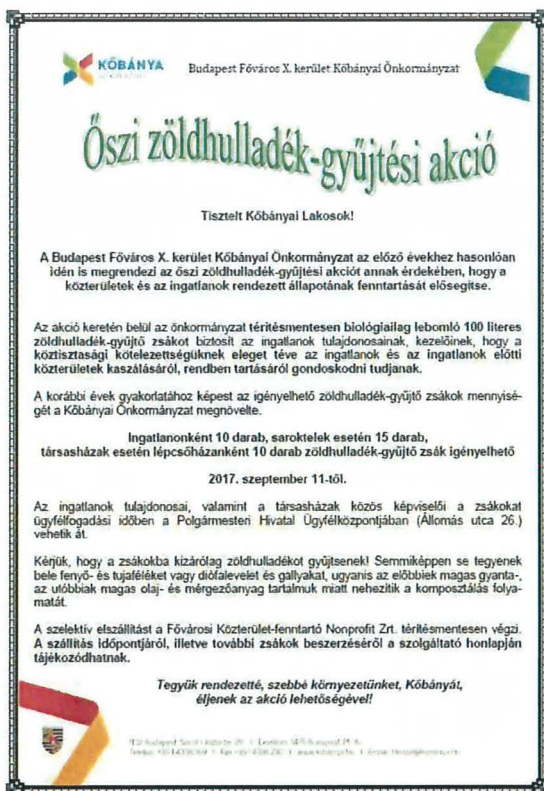 KŐBÁNYA
Budapest Főváros X. kerület Kőbányai Önkormányzat
Őszi zöldhulladék-gyűjtési akció
Tisztelt Kőbányai Lakosok!
A Budapest Főváros X. kerület Kőbányai Önkormányzat az előző évekhez hasonlóan
idén is megrendezi az őszi zöldhulladék-gyűjtési akciót annak érdekében, hogy a
közterületek és az ingatlanok rendezett állapotának fenntartását elősegítse.
Az akció keretén belül az önkormányzat térítésmentesen biológiailag lebomló 100 literes
zöldhulladék-gyűjtő zsákot biztosít az ingatlanok tulajdonosainak, kezelőinek, hogy a
köztisztasági kötelezettségüknek eleget téve az ingatlanok és az ingatlanok előtti
közterületek kaszálásáról, rendben tartásáról gondoskodni tudjanak.
A korábbi évek gyakorlatához képest az igényelhető zöldhulladék-gyűjtő zsákok mennyisé-
gét a Kőbányai Önkormányzat megnövelte.
Ingatlanonként 10 darab, saroktelek esetén 15 darab,
társasházak esetén lépcsőházanként 10 darab zöldhulladék-gyűjtő zsák igényelhető
2017. szeptember 11-től.
Az ingatlanok tulajdonosai, valamint a társasházak közös képviselői a zsákokat
ügyfélfogadási időben a Polgármesteri Hivatal Ügyfélközpontjában (Állomás utca 26.)
vehetik át.
Kérjük, hogy a zsákokba kizárólag zöldhulladékot gyűjtsenek! Semmiképpen se tegyenek
bele fenyő- és tujaféléket vagy diófalevelet és gallyakat, ugyanis az előbbiek magas gyanta-,
az utóbbiak magas olaj- és mérgezőanyag tartalmuk miatt nehezítik a komposztálás folya-
matát.
A szelektív elszállítást a Fővárosi Közterület-fenntartó Nonprofit Zrt. térítésmentesen végzi.
A szállítás időpontjáról, illetve további zsákok beszerzéséről a szolgáltató honlapján
tájékozódhatnak.
Tegyük rendezetté, szebbé környezetünket, Kőbányát,
éljenek az akció lehetőségével!